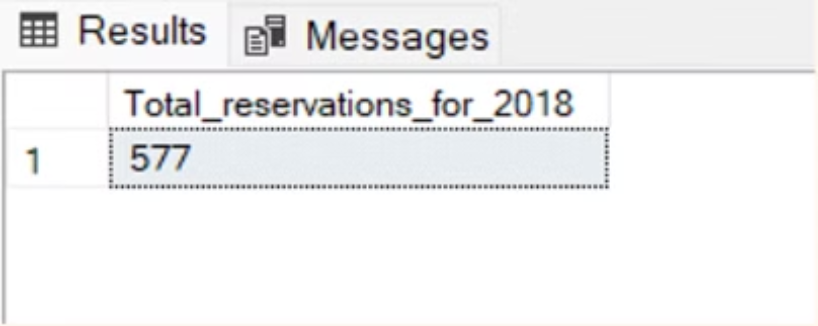 Results Messages
Total_reservations_for_2018
1 577